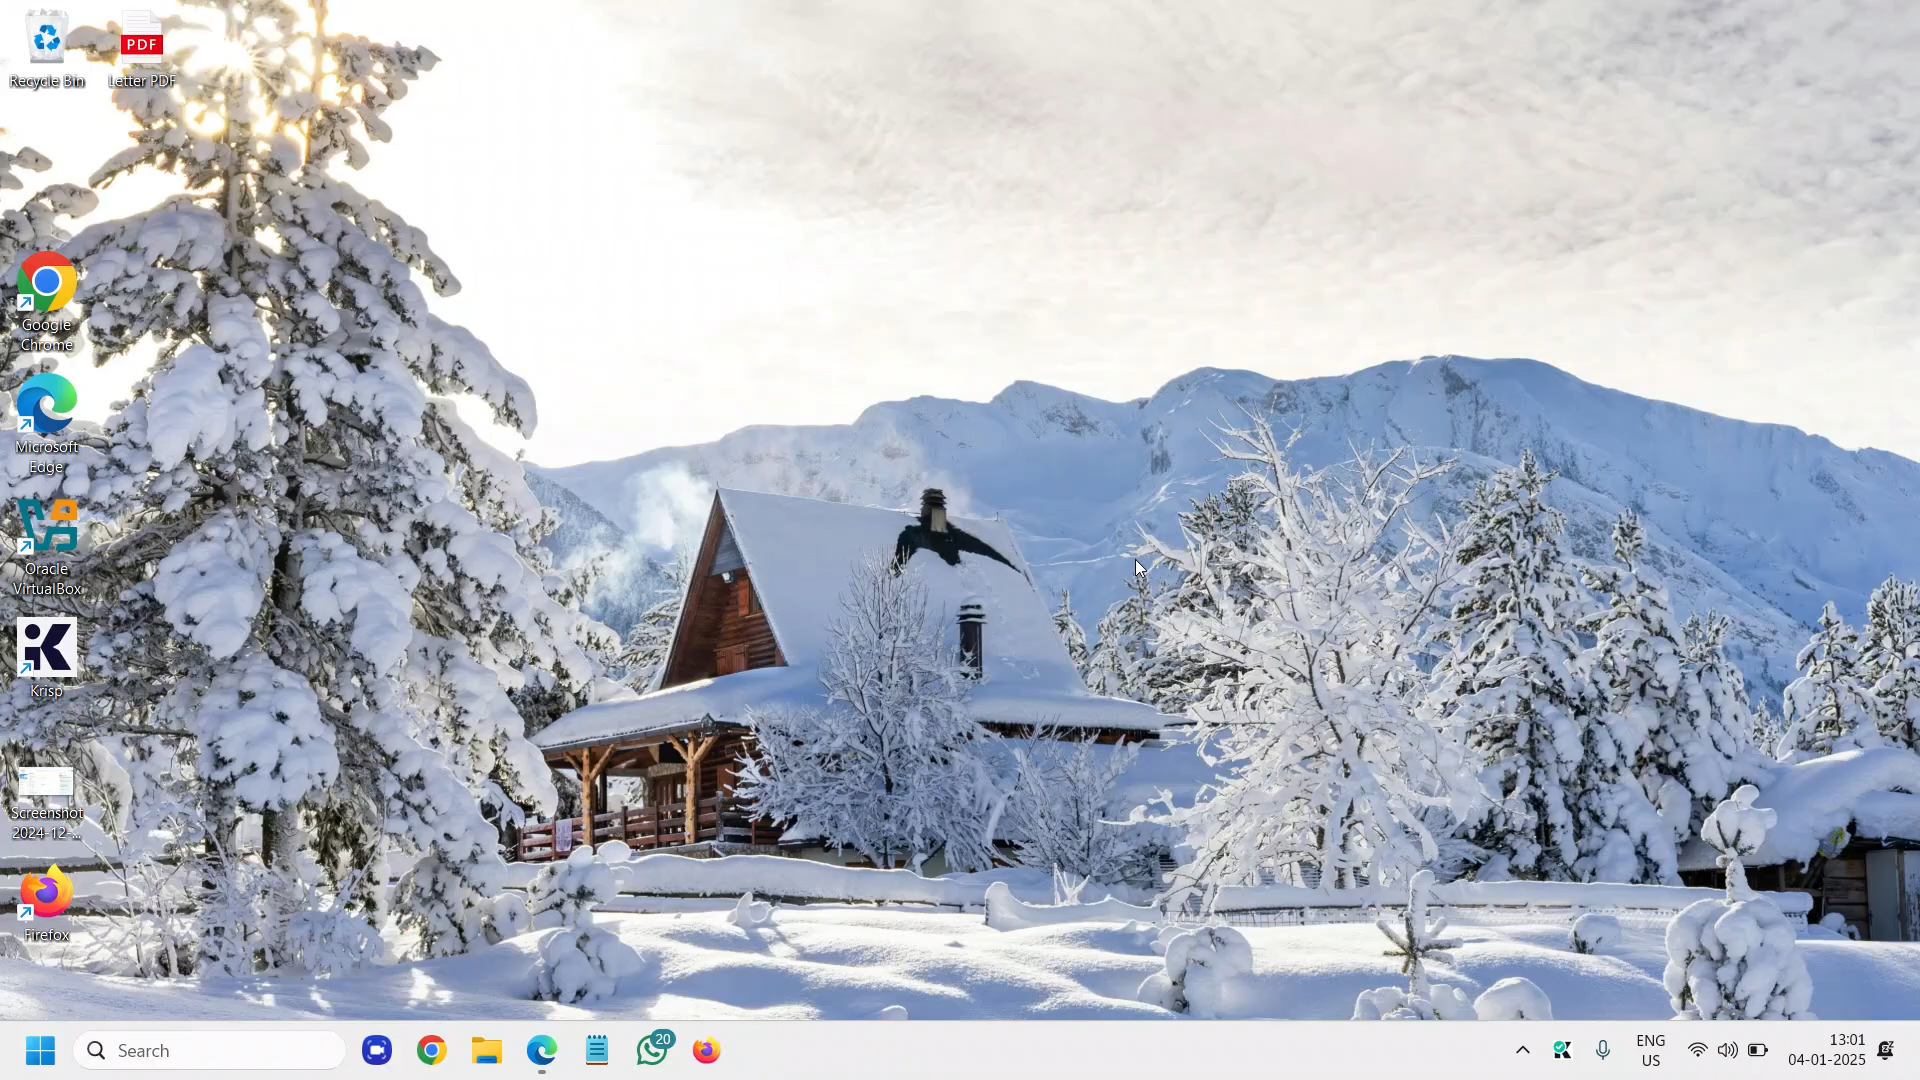 Recycle Bin
PDF
Letter PDF
Google
Chrome
Microsoft
Edge
Oracle
VirtualBox
Krisp
Screenshot
2024-12-...
Firefox
Search
20
ENG
US
13:01
04-01-2025